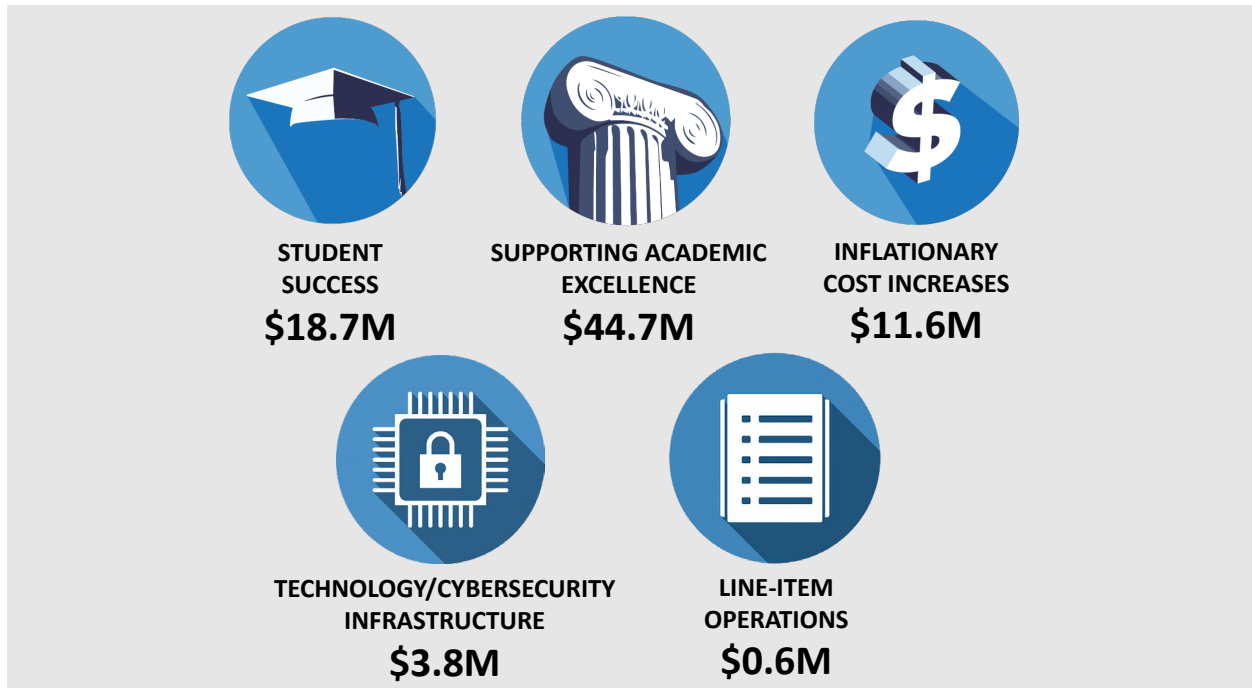 STUDENT
SUCCESS
$18.7M
SUPPORTING ACADEMIC
EXCELLENCE
$44.7M
INFLATIONARY
COST INCREASES
$11.6M
TECHNOLOGY/CYBERSECURITY
INFRASTRUCTURE
$3.8M
LINE-ITEM
OPERATIONS
$0.6M